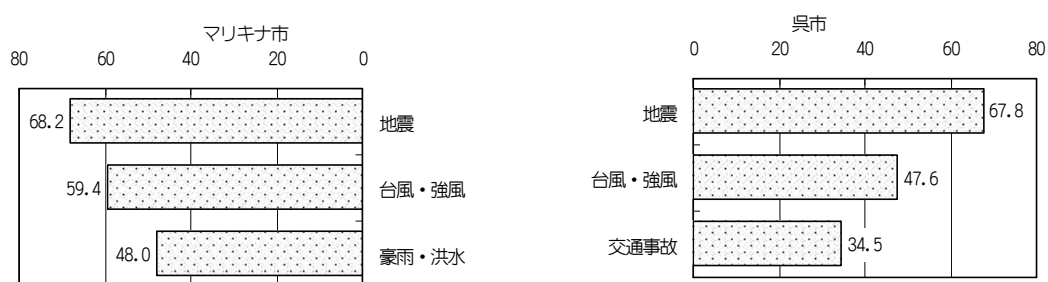 マリキナ市
80 60 40 20 0
68.2 地震
59.4 台風・強風
48.0 豪雨・洪水
呉市
0 20 40 60 80
地震 67.8
台風・強風 47.6
交通事故 34.5